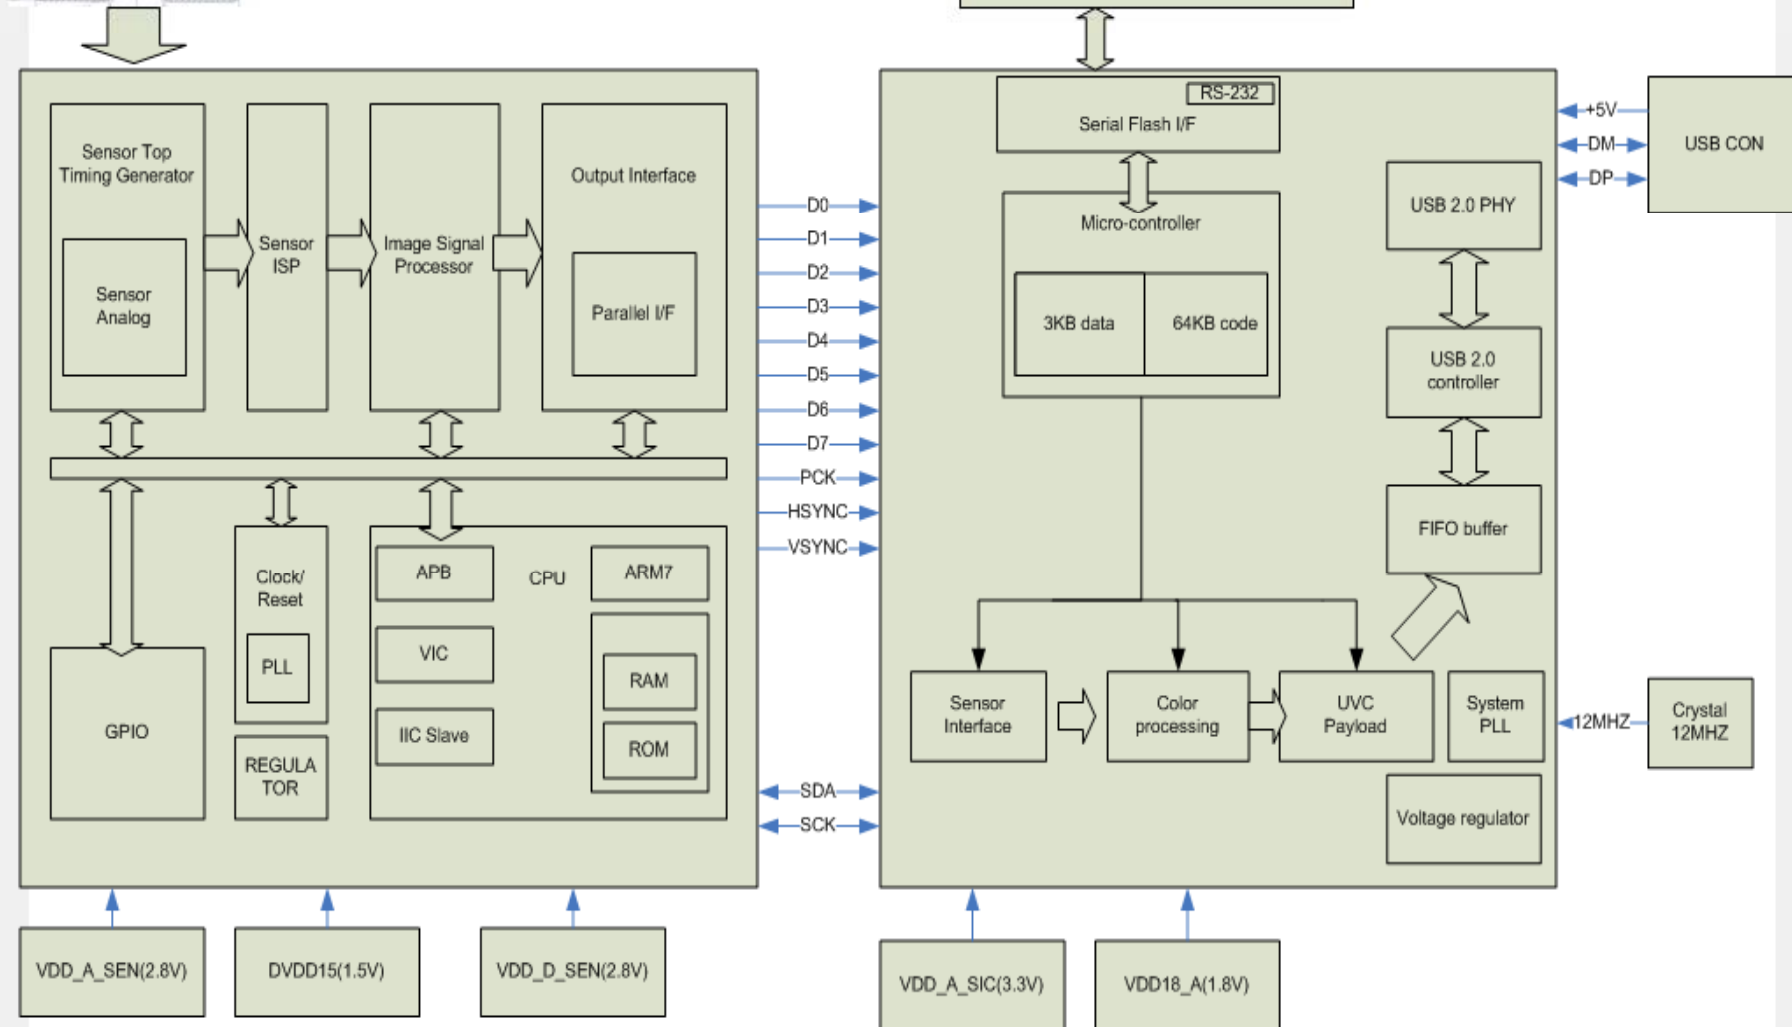 Sensor Top
Timing Generator
Sensor
Analog
Sensor
ISP
Image Signal
Processor
Output Interface
Parallel I/F
Clock/
Reset
PLL
GPIO
REGULA
TOR
APB
CPU
ARM7
VIC
IIC Slave
RAM
ROM
VDD_A_SEN(2.8V)
DVDD15(1.5V)
VDD_D_SEN(2.8V)
D0
D1
D2
D3
D4
D5
D6
D7
PCK
HSYNC
VSYNC
SDA
SCK
RS-232
Serial Flash I/F
Micro-controller
3KB data
64KB code
USB 2.0 PHY
USB 2.0
controller
FIFO buffer
Sensor
Interface
Color
processing
UVC
Payload
System
PLL
Voltage regulator
VDD_A_SIC(3.3V)
VDD18_A(1.8V)
+5V
DM
DP
USB CON
12MHZ
Crystal
12MHZ